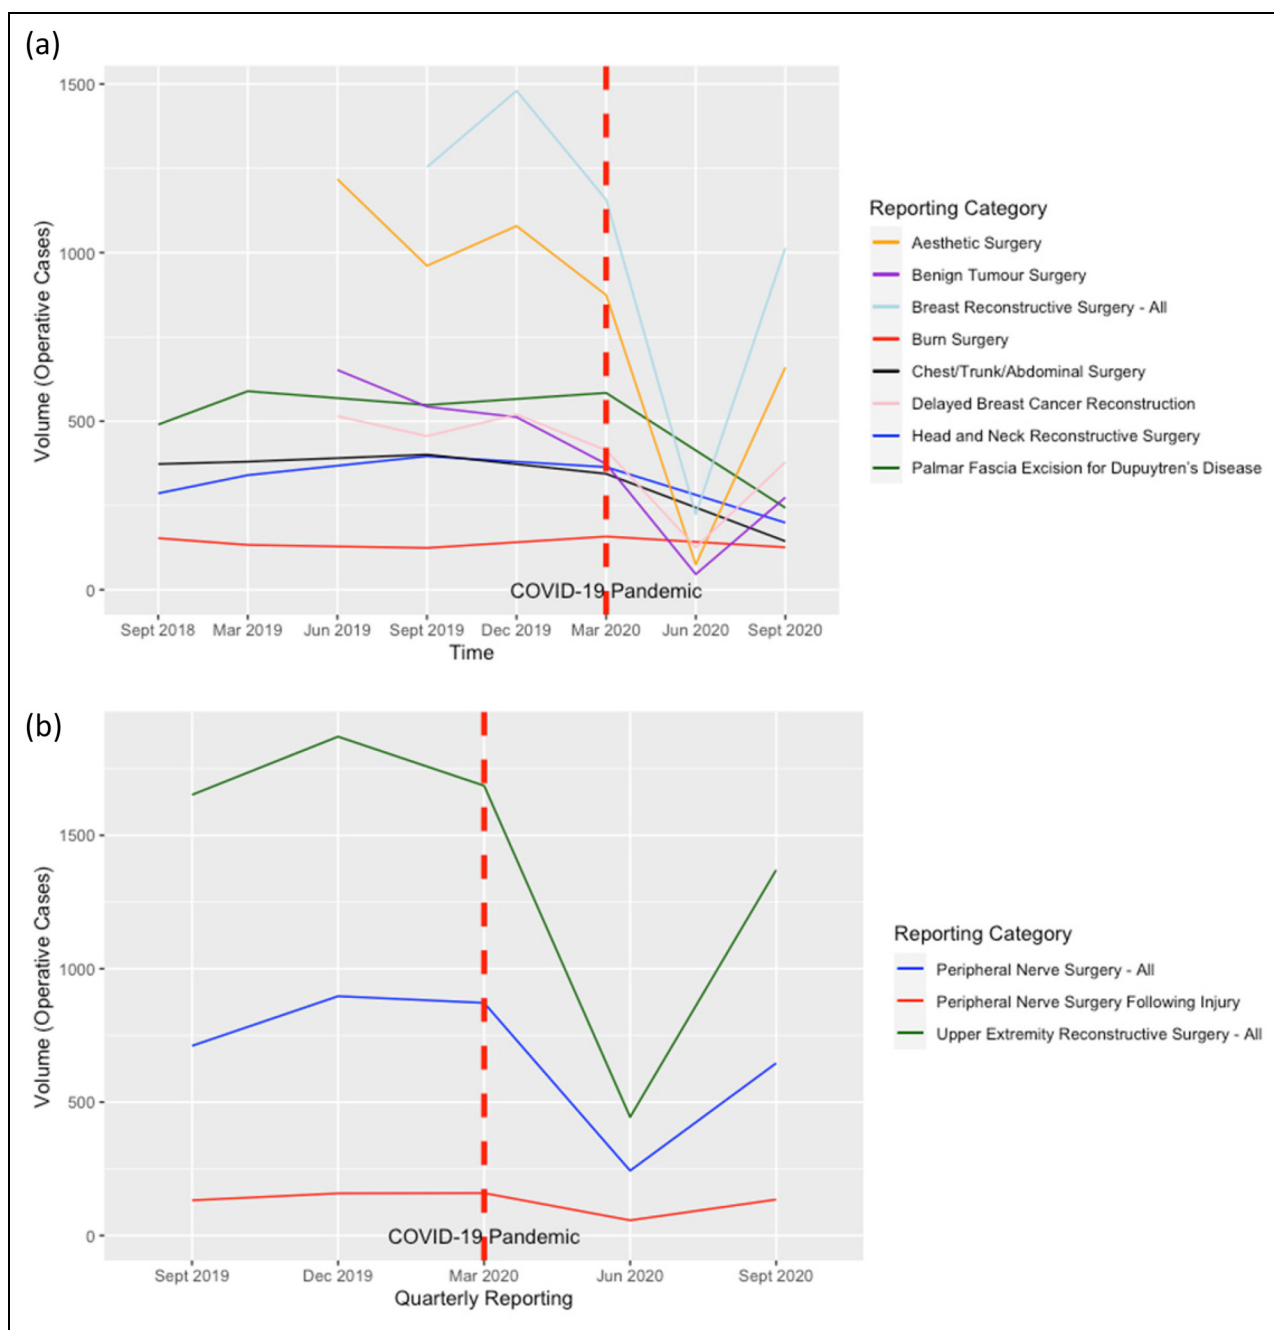 (a)
1500
1000
500
0
Volume (Operative Cases)
COVID-19 Pandemic
Sept 2018 Mar 2019 Jun 2019 Sept 2019 Dec 2019 Mar 2020 Jun 2020 Sept 2020
Time
Reporting Category
Aesthetic Surgery
Benign Tumour Surgery
Breast Reconstructive Surgery - All
Burn Surgery
Chest/Trunk/Abdominal Surgery
Delayed Breast Cancer Reconstruction
Head and Neck Reconstructive Surgery
Palmar Fascia Excision for Dupuytren's Disease
(b)
1500
1000
500
0
Volume (Operative Cases)
COVID-19 Pandemic
Sept 2019 Dec 2019 Mar 2020 Jun 2020 Sept 2020
Quarterly Reporting
Reporting Category
Peripheral Nerve Surgery - All
Peripheral Nerve Surgery Following Injury
Upper Extremity Reconstructive Surgery - All